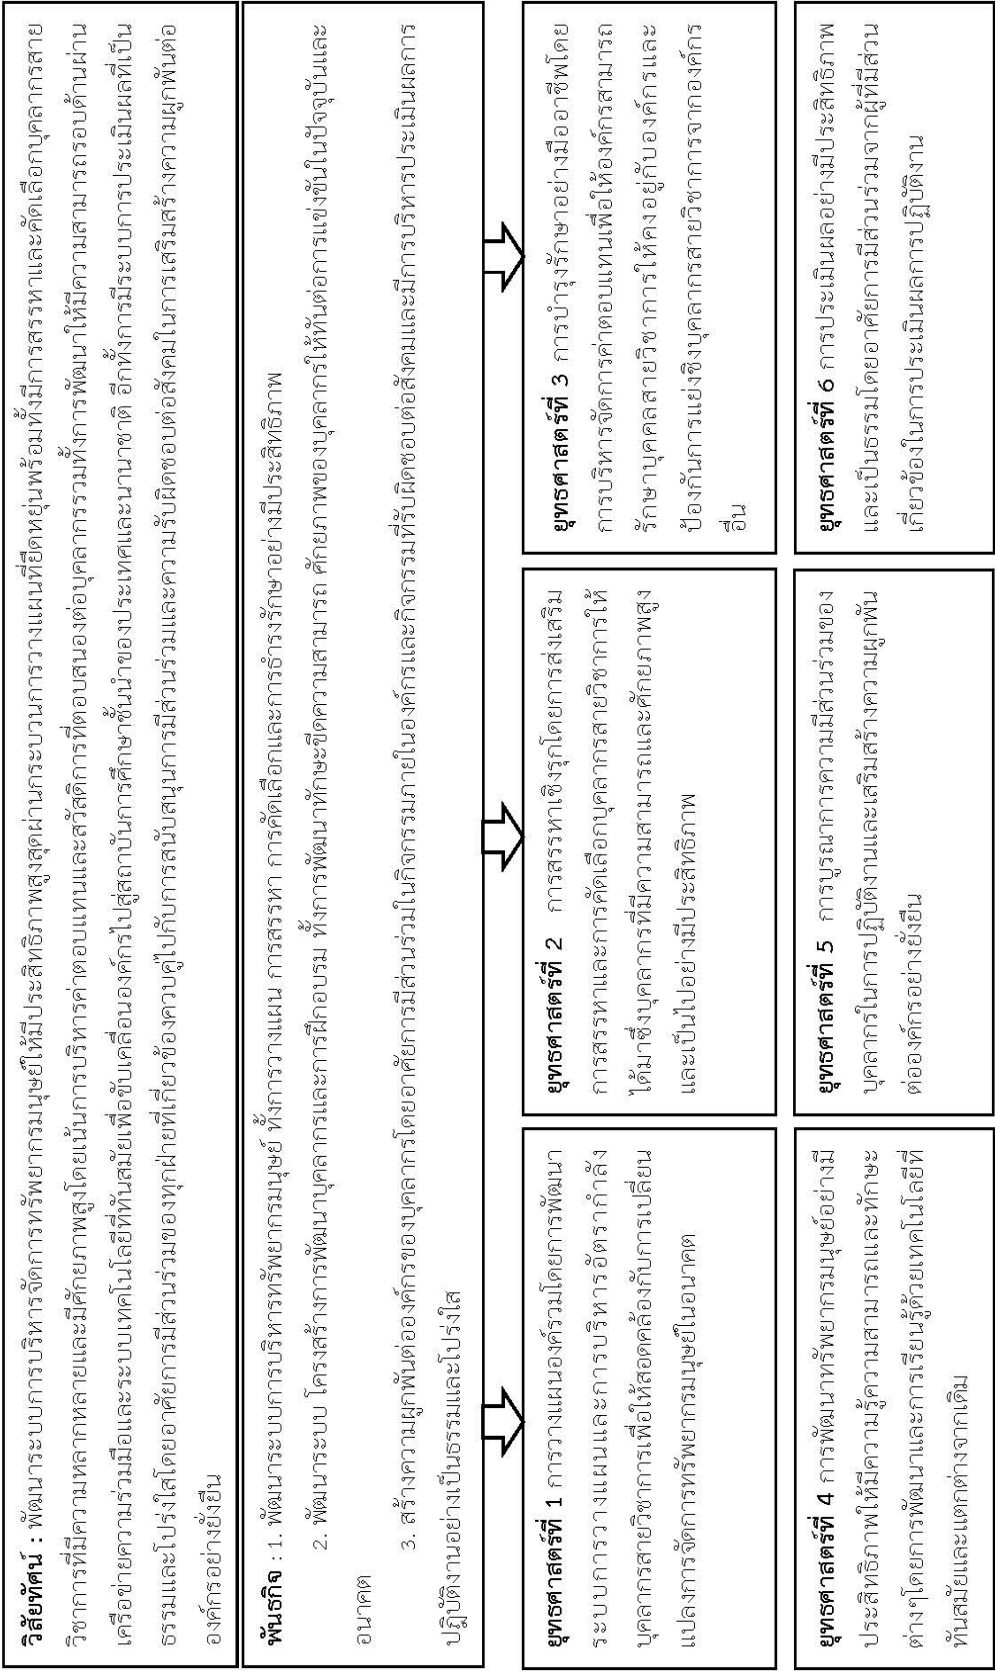 วิสัยทัศน์ : พัฒนาระบบการบริหารจัดการทรัพยากรมนุษย์ให้มีประสิทธิภาพสูงสุดผ่านกระบวนการวางแผนที่ยืดหยุ่นพร้อมทั้งมีการสรรหาและคัดเลือกบุคลากรสาย
วิชาการที่มีความหลากหลายและมีศักยภาพสูงโดยเน้นการบริหารค่าตอบแทนและสวัสดิการที่ตอบสนองต่อบุคลากรรวมทั้งการพัฒนาให้มีความสามารถรอบด้านผ่าน
เครือข่ายความร่วมมือและระบบเทคโนโลยีที่ทันสมัยเพื่อขับเคลื่อนองค์กรไปสู่สถาบันการศึกษาชั้นนำของประเทศและนานาชาติ อีกทั้งการมีระบบการประเมินผลที่เป็น
ธรรมและโปร่งใสโดยอาศัยการมีส่วนร่วมของทุกฝ่ายที่เกี่ยวข้องควบคู่ไปกับการสนับสนุนการมีส่วนร่วมและความรับผิดชอบต่อสังคมในการเสริมสร้างความผูกพันต่อ
องค์กรอย่างยั่งยืน
พันธกิจ : 1. พัฒนาระบบการบริหารทรัพยากรมนุษย์ ทั้งการวางแผน การสรรหา การคัดเลือกและการธำรงรักษาอย่างมีประสิทธิภาพ
2. พัฒนาระบบ โครงสร้างการพัฒนาบุคลากรและการฝึกอบรม ทั้งการพัฒนาทักษะขีดความสามารถ ศักยภาพของบุคลากรให้ทันต่อการแข่งขันในปัจจุบันและ
อนาคต
3. สร้างความผูกพันต่อองค์กรของบุคลากรโดยอาศัยการมีส่วนร่วมในกิจกรรมภายในองค์กรและกิจกรรมที่รับผิดชอบต่อสังคมและมีการบริหารประเมินผลการ
ปฏิบัติงานอย่างเป็นธรรมและโปร่งใส
ยุทธศาสตร์ที่ 1 การวางแผนองค์รวมโดยการพัฒนา
ระบบการวางแผนและการบริหารอัตรากำลัง
บุคลากรสายวิชาการเพื่อให้สอดคล้องกับการเปลี่ยน
แปลงการจัดการทรัพยากรมนุษย์ในอนาคต
ยุทธศาสตร์ที่ 2 การสรรหาเชิงรุกโดยการส่งเสริม
การสรรหาและการคัดเลือกบุคลากรสายวิชาการให้
ได้มาซึ่งบุคลากรที่มีความสามารถและศักยภาพสูง
และเป็นไปอย่างมีประสิทธิภาพ
ยุทธศาสตร์ที่ 3 การบำรุงรักษาอย่างมืออาชีพโดย
การบริหารจัดการค่าตอบแทนเพื่อให้องค์กรสามารถ
รักษาบุคคลสายวิชาการให้คงอยู่กับองค์กรและ
ป้องกันการแย่งชิงบุคลากรสายวิชาการจากองค์กร
อื่น
ยุทธศาสตร์ที่ 4 การพัฒนาทรัพยากรมนุษย์อย่างมี
ประสิทธิภาพให้มีความรู้ความสามารถและทักษะ
ต่างๆโดยการพัฒนาและการเรียนรู้ด้วยเทคโนโลยีที่
ทันสมัยและแตกต่างจากเดิม
ยุทธศาสตร์ที่ 5 การบูรณาการความมีส่วนร่วมของ
บุคลากรในการปฏิบัติงานและเสริมสร้างความผูกพัน
ต่อองค์กรอย่างยั่งยืน
ยุทธศาสตร์ที่ 6 การประเมินผลอย่างมีประสิทธิภาพ
และเป็นธรรมโดยอาศัยการมีส่วนร่วมจากผู้ที่มีส่วน
เกี่ยวข้องในการประเมินผลการปฏิบัติงาน